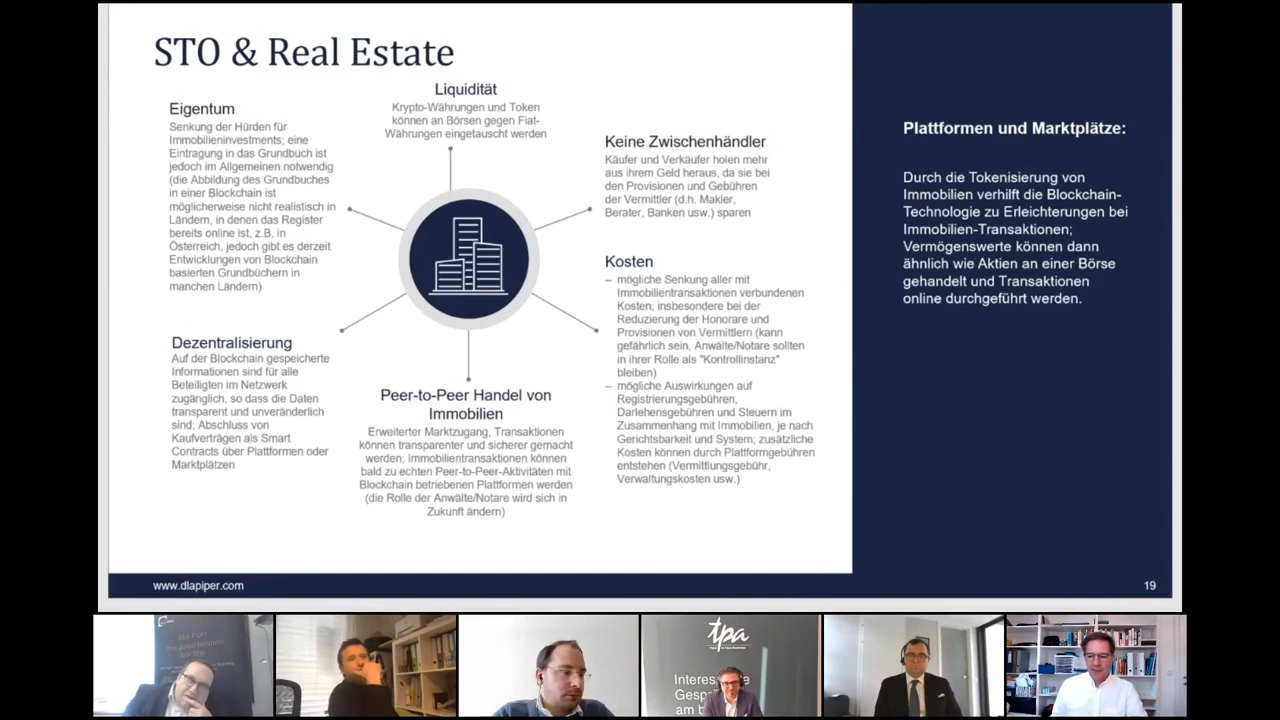 STO & Real Estate
Eigentum
Senkung der Hürden für
Immobilieninvestments; eine
Eintragung in das Grundbuch ist
jedoch im Allgemeinen notwendig
(die Abbildung des Grundbuches
in einer Blockchain ist
möglicherweise nicht realistisch in
Ländern, in denen das Register
bereits online ist, z.B. in
Österreich, jedoch gibt es derzeit
Entwicklungen von Blockchain
basierten Grundbüchern in
manchen Ländern)
Liquidität
Krypto-Währungen und Token
können an Börsen gegen Fiat-
Währungen eingetauscht werden
Keine Zwischenhändler
Käufer und Verkäufer holen mehr
aus ihrem Geld heraus, da sie bei
den Provisionen und Gebühren
der Vermittler (d.h. Makler,
Berater, Banken usw.) sparen
Kosten
– mögliche Senkung aller mit
Immobilientransaktionen verbundenen
Kosten; insbesondere bei der
Reduzierung der Honorare und
Provisionen von Vermittlern (kann
gefährlich sein, Anwälte/Notare sollten
in ihrer Rolle als "Kontrollinstanz"
bleiben)
– mögliche Auswirkungen auf
Registrierungsgebühren,
Darlehensgebühren und Steuern im
Zusammenhang mit Immobilien, je nach
Gerichtsbarkeit und System; zusätzliche
Kosten können durch Plattformgebühren
entstehen (Vermittlungsgebühr,
Verwaltungskosten usw.)
Dezentralisierung
Auf der Blockchain gespeicherte
Informationen sind für alle
Beteiligten im Netzwerk
zugänglich, so dass die Daten
transparent und unveränderlich
sind; Abschluss von
Kaufverträgen als Smart
Contracts über Plattformen oder
Marktplätzen
Peer-to-Peer Handel von
Immobilien
Erweiterter Marktzugang, Transaktionen
können transparenter und sicherer gemacht
werden; Immobilientransaktionen können
bald zu echten Peer-to-Peer-Aktivitäten mit
Blockchain betriebenen Plattformen werden
(die Rolle der Anwälte/Notare wird sich in
Zukunft ändern)
Plattformen und Marktplätze:
Durch die Tokenisierung von
Immobilien verhilft die Blockchain-
Technologie zu Erleichterungen bei
Immobilien-Transaktionen;
Vermögenswerte können dann
ähnlich wie Aktien an einer Börse
gehandelt und Transaktionen
online durchgeführt werden.
www.dlapiper.com
19
DLA Piper
tpa
am